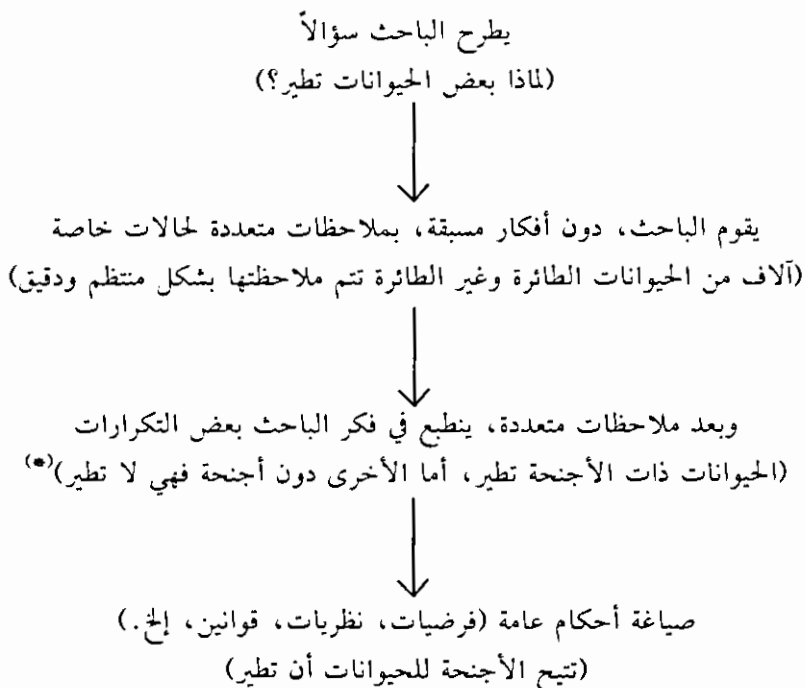 يطرح الباحث سؤالاً
(لماذا بعض الحيوانات تطير؟)
يقوم الباحث، دون أفكار مسبقة، بملاحظات متعددة لحالات خاصة
(آلاف من الحيوانات الطائرة وغير الطائرة تتم ملاحظتها بشكل منتظم ودقيق)
وبعد ملاحظات متعددة، ينطبع في فكر الباحث بعض التكرارات
(الحيوانات ذات الأجنحة تطير، أما الأخرى دون أجنحة فهي لا تطير)(*)
صياغة أحكام عامة (فرضيات، نظريات، قوانين، إلخ.)
(تتيح الأجنحة للحيوانات أن تطير)